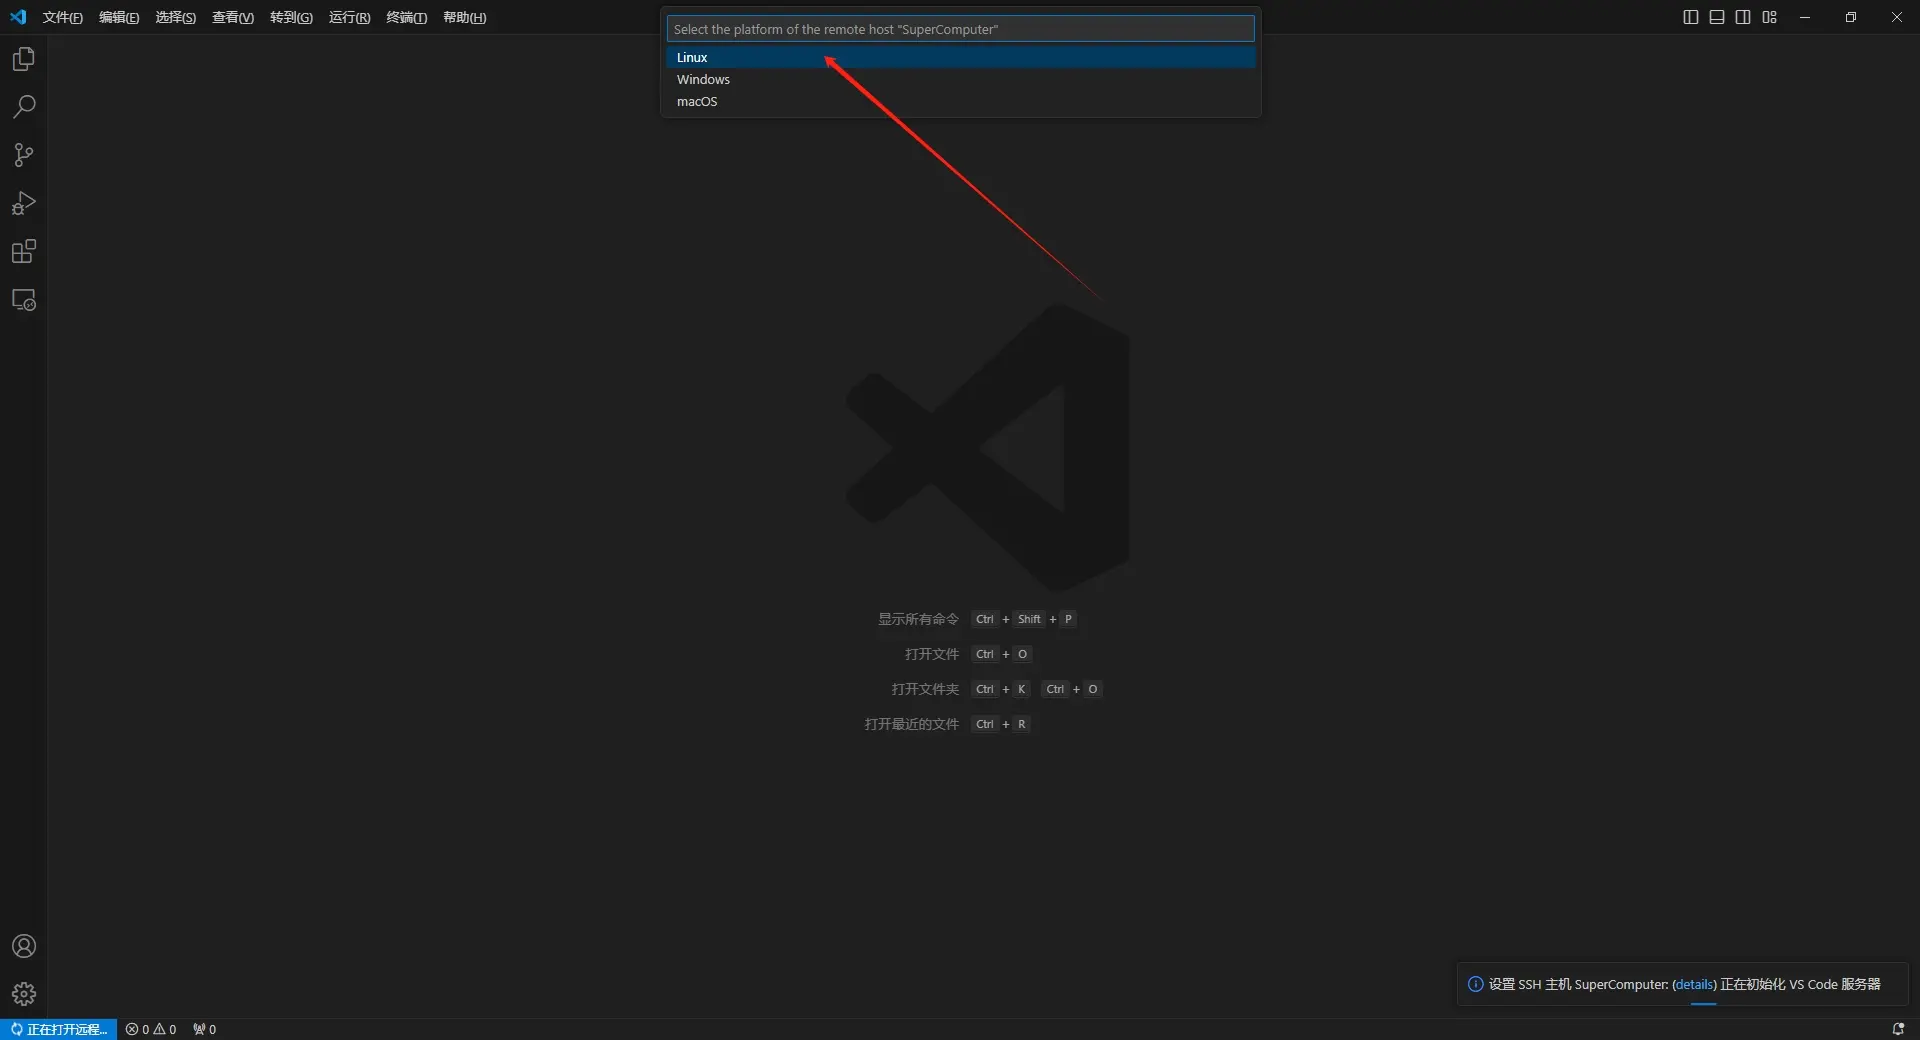 文件(F) 编辑(E) 选择(S) 查看(V) 转到(G) 运行(R) 终端(T) 帮助(H)
Select the platform of the remote host "SuperComputer"
Linux
Windows
macOS
显示所有命令 Ctrl + Shift + P
打开文件 Ctrl + O
打开文件夹 Ctrl + K Ctrl + O
打开最近的文件 Ctrl + R
设置 SSH 主机 SuperComputer: (details) 正在初始化 VS Code 服务器
正在打开远程... 0 0 0